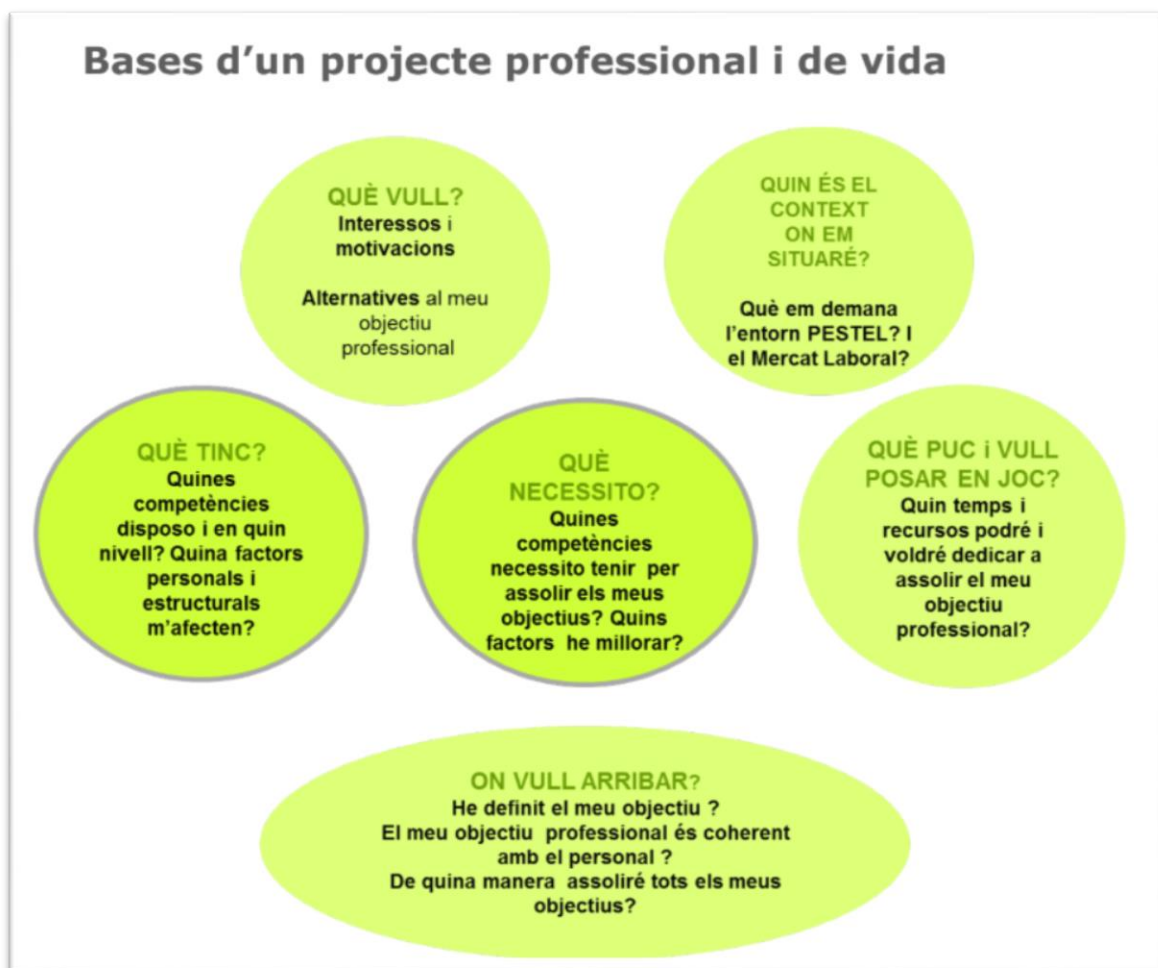 Bases d’un projecte professional i de vida
QUÈ VULL?
Interessos i
motivacions
Alternatives al meu
objectiu
professional
QUIN ÉS EL
CONTEXT
ON EM
SITUARÉ?
Què em demana
l’entorn PESTEL? I
el Mercat Laboral?
QUÈ TINC?
Quines
competències
disposo i en quin
nivell? Quina factors
personals i
estructurals
m’afecten?
QUÈ
NECESSITO?
Quines
competències
necessito tenir per
assolir els meus
objectius? Quins
factors he millorar?
QUÈ PUC i VULL
POSAR EN JOC?
Quin temps i
recursos podré i
voldré dedicar a
assolir el meu
objectiu
professional?
ON VULL ARRIBAR?
He definit el meu objectiu ?
El meu objectiu professional és coherent
amb el personal ?
De quina manera assoliré tots els meus
objectius?